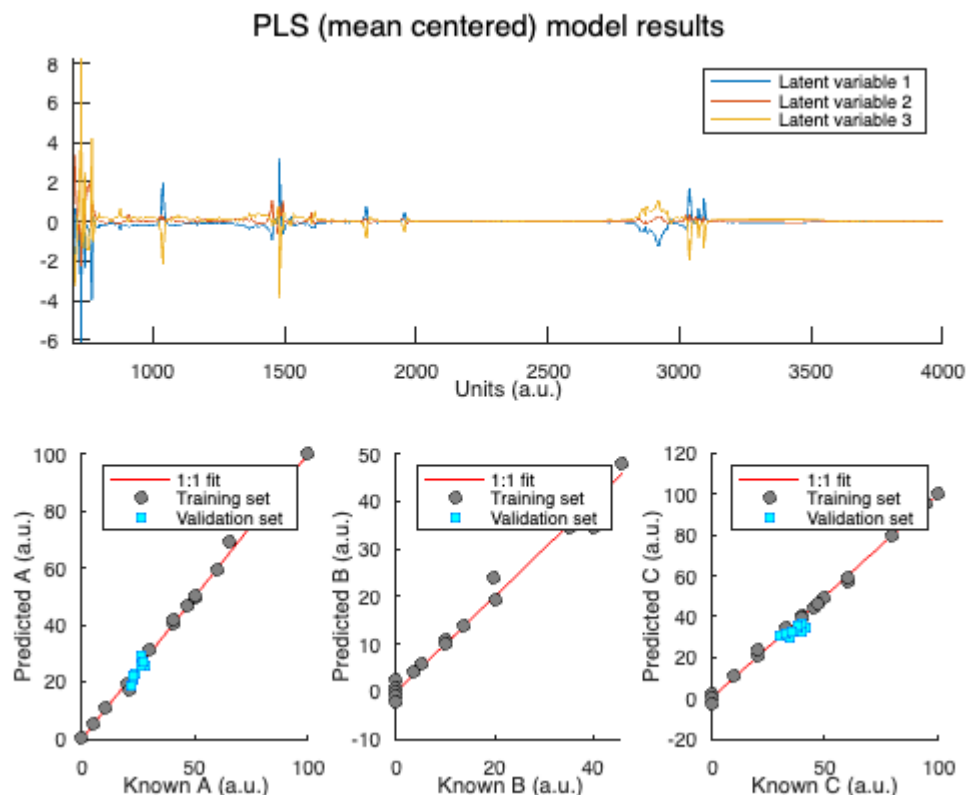 PLS (mean centered) model results
8
6
4
2
0
-2
-4
-6
Latent variable 1
Latent variable 2
Latent variable 3
1000 1500 2000 2500 3000 3500 4000
Units (a.u.)
Predicted A (a.u.)
100
80
60
40
20
0
1:1 fit
Training set
Validation set
0 50 100
Known A (a.u.)
Predicted B (a.u.)
50
40
30
20
10
0
-10
1:1 fit
Training set
Validation set
0 20 40
Known B (a.u.)
Predicted C (a.u.)
120
100
80
60
40
20
0
-20
1:1 fit
Training set
Validation set
0 50 100
Known C (a.u.)